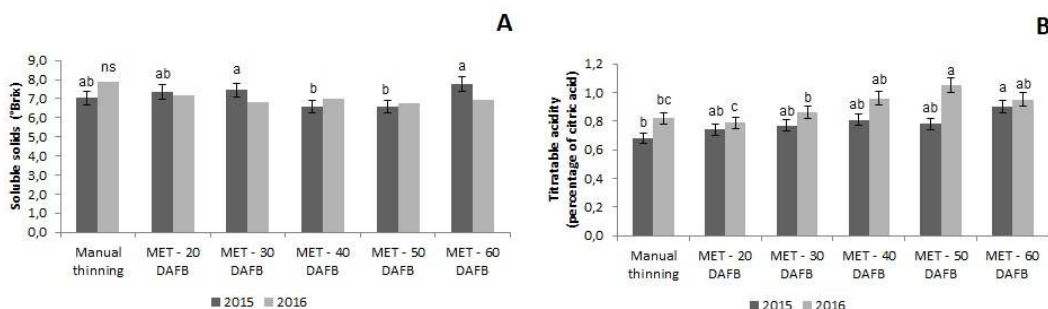 A
Soluble solids (°Brix)
9,0
8,0
7,0
6,0
5,0
4,0
3,0
2,0
1,0
0,0
ab ns ab a b b a
Manual thinning
MET - 20 DAFB
MET - 30 DAFB
MET - 40 DAFB
MET - 50 DAFB
MET - 60 DAFB
2015 2016
B
Titratable acidity
(percentage of citric acid)
1,2
1,0
0,8
0,6
0,4
0,2
0,0
b bc ab c ab b ab ab ab a a ab
Manual thinning
MET - 20 DAFB
MET - 30 DAFB
MET - 40 DAFB
MET - 50 DAFB
MET - 60 DAFB
2015 2016